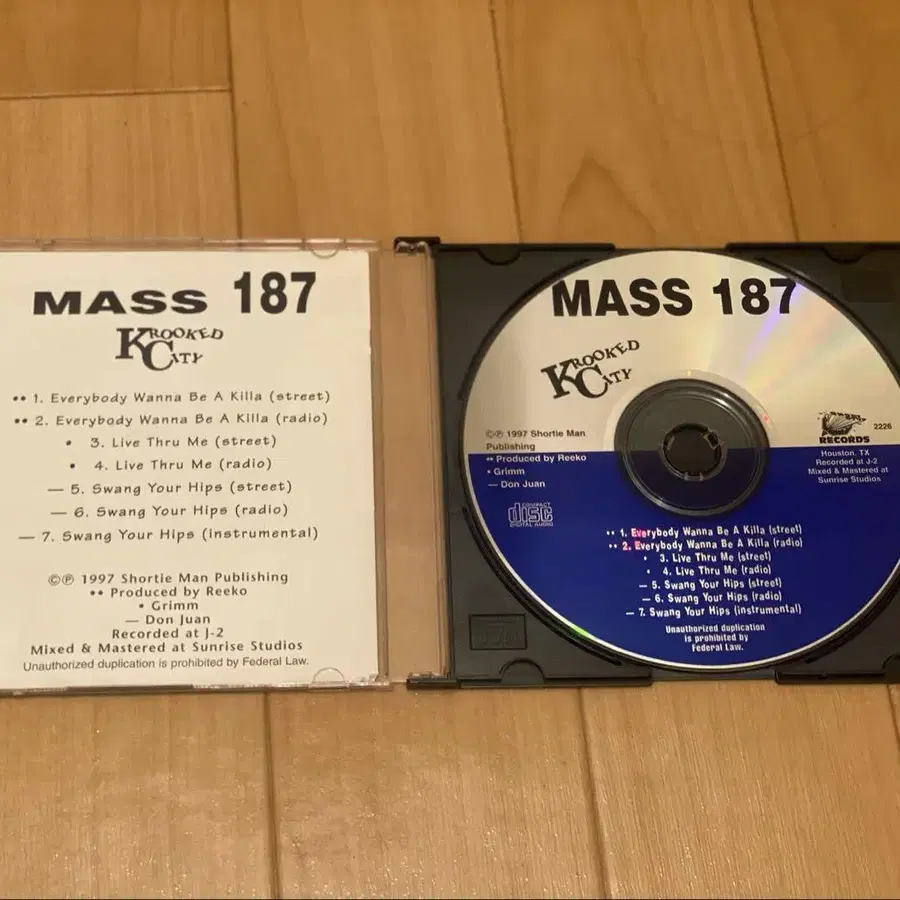 MASS 187
KROOKED
CITY
•• 1. Everybody Wanna Be A Killa (street)
•• 2. Everybody Wanna Be A Killa (radio)
• 3. Live Thru Me (street)
• 4. Live Thru Me (radio)
— 5. Swang Your Hips (street)
— 6. Swang Your Hips (radio)
— 7. Swang Your Hips (instrumental)
©℗ 1997 Shortie Man Publishing
•• Produced by Reeko
• Grimm
— Don Juan
Recorded at J-2
Mixed & Mastered at Sunrise Studios
Unauthorized duplication is prohibited by Federal Law.
MASS 187
KROOKED
CITY
©℗ 1997 Shortie Man
Publishing
•• Produced by Reeko
• Grimm
— Don Juan
COMPACT
disc
DIGITAL AUDIO
RECORDS
2226
Houston, TX
Recorded at J-2
Mixed & Mastered at
Sunrise Studios
•• 1. Everybody Wanna Be A Killa (street)
•• 2. Everybody Wanna Be A Killa (radio)
• 3. Live Thru Me (street)
• 4. Live Thru Me (radio)
— 5. Swang Your Hips (street)
— 6. Swang Your Hips (radio)
— 7. Swang Your Hips (instrumental)
Unauthorized duplication
is prohibited by
Federal Law.